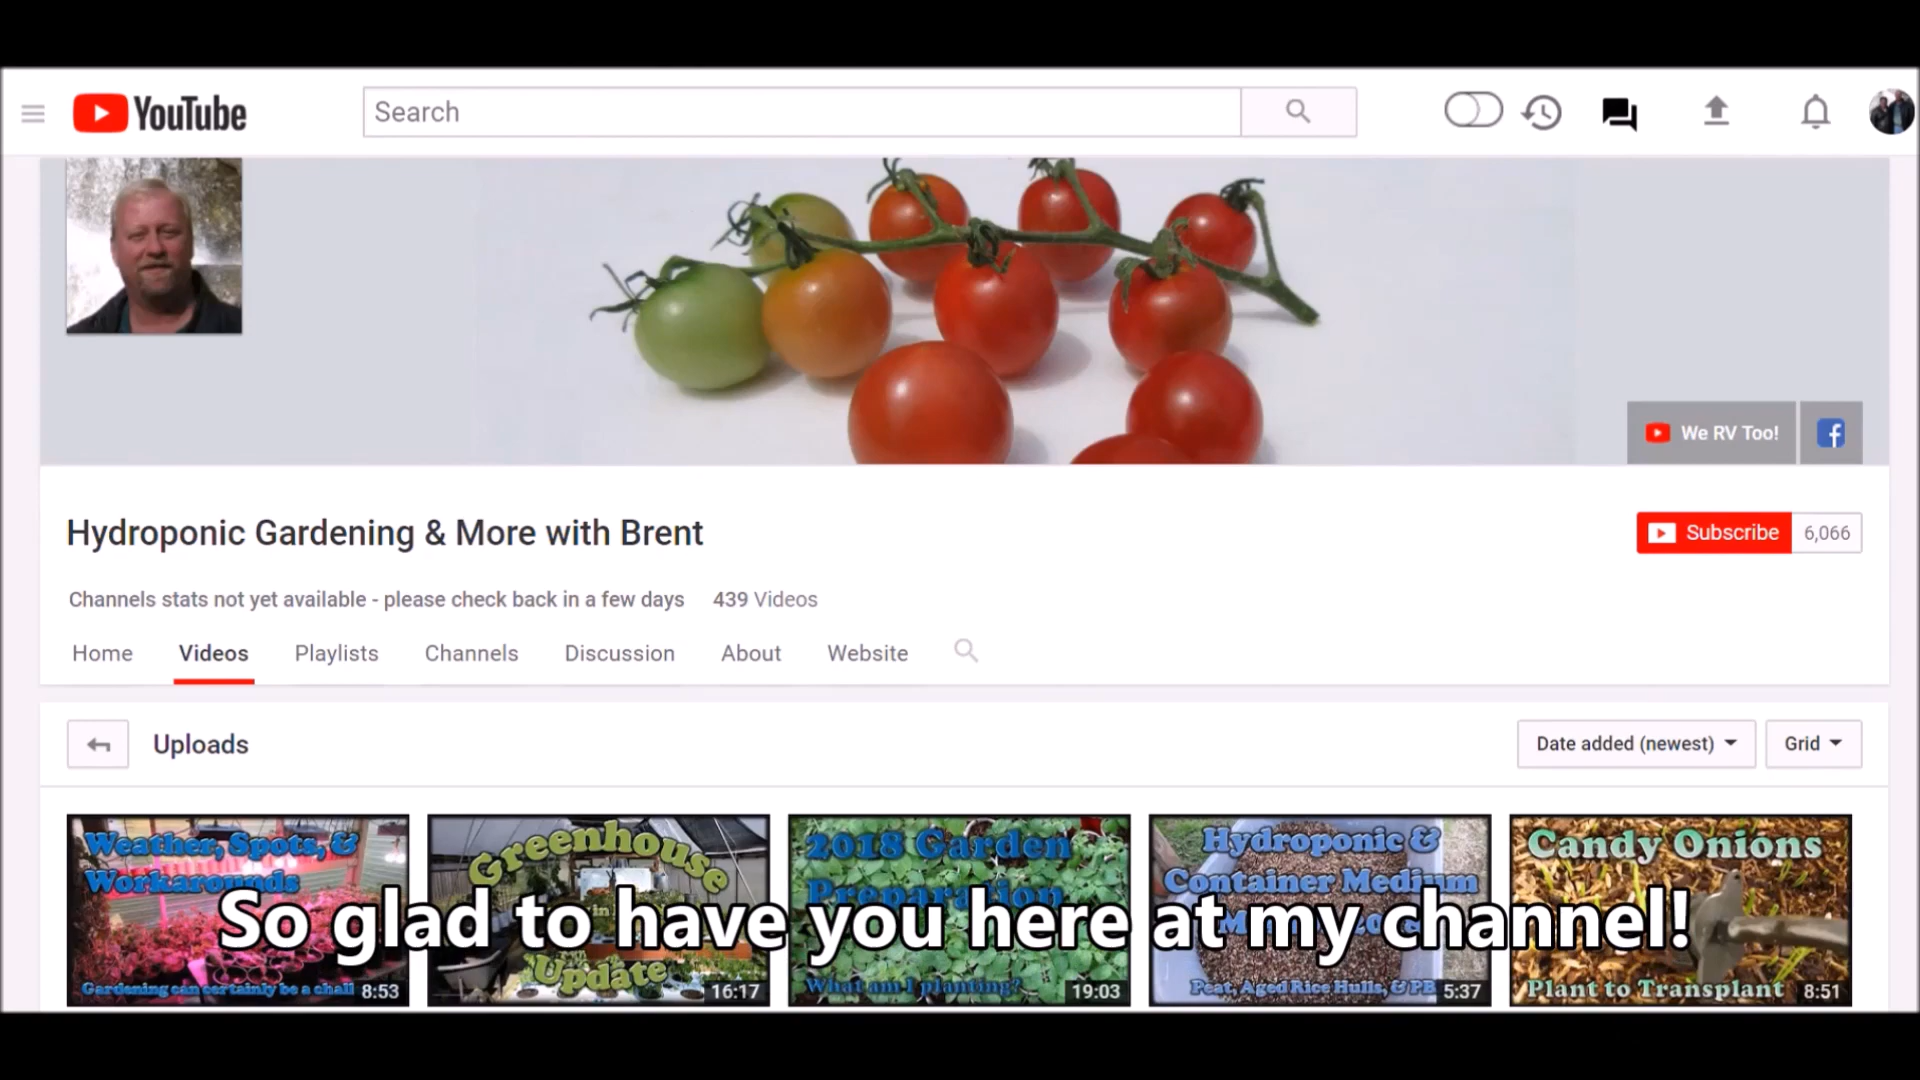 YouTube
Search
We RV Too!
Hydroponic Gardening & More with Brent
Subscribe 6,066
Channels stats not yet available - please check back in a few days 439 Videos
Home Videos Playlists Channels Discussion About Website
Uploads
Date added (newest) Grid
Weather, Spots, &
Workarounds
Gardening can certainly be a chall
8:53
Greenhouse
in
Update
16:17
2018 Garden
Preparation
What am I planting?
19:03
Hydroponic &
Container Medium
Peat, Aged Rice Hulls, & PB
5:37
Candy Onions
Plant to Transplant
8:51
So glad to have you here at my channel!